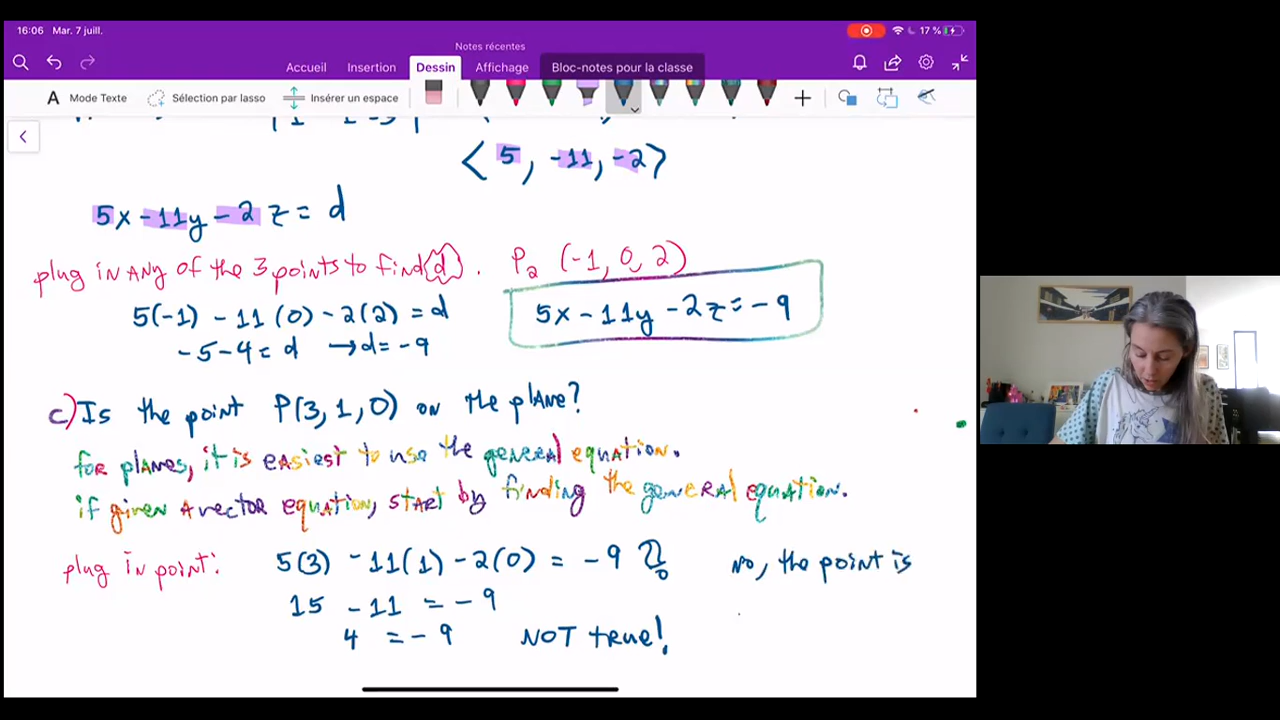 16:06 Mar. 7 juill.
17 %
Notes récentes
Accueil Insertion Dessin Affichage Bloc-notes pour la classe
A Mode Texte Sélection par lasso Insérer un espace
<5, -11, -2>
5x -11y -2z = d
plug in any of the 3 points to find d. P₂ (-1, 0, 2)
5(-1) - 11(0) - 2(2) = d
5x - 11y - 2z = -9
-5 - 4 = d → d = -9
c) Is the point P(3, 1, 0) on the plane?
for planes, it is easiest to use the general equation.
if given a vector equation, start by finding the general equation.
plug in point: 5(3) - 11(1) - 2(0) = -9 ? No, the point is
15 - 11 = -9
4 = -9 NOT true!